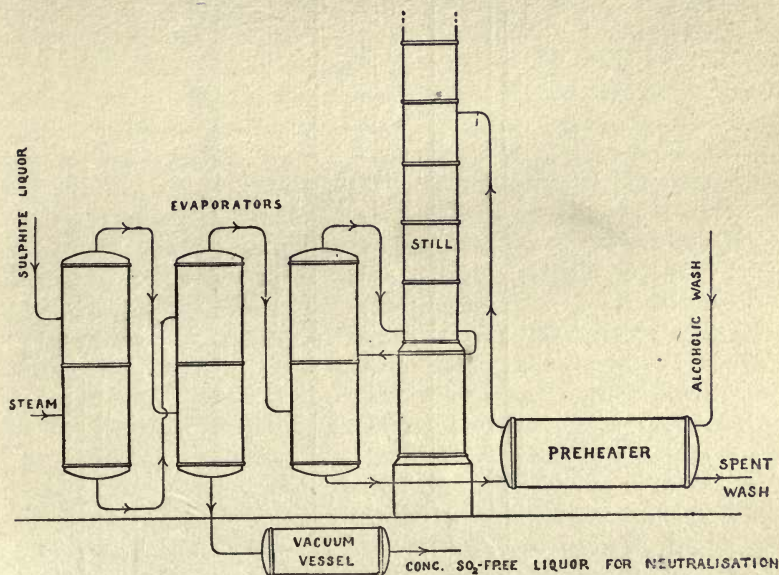 SULPHITE LIQUOR
EVAPORATORS
STILL
ALCOHOLIC WASH
STEAM
PREHEATER
SPENT
WASH
VACUUM
VESSEL
CONC. SO₂-FREE LIQUOR FOR NEUTRALISATION